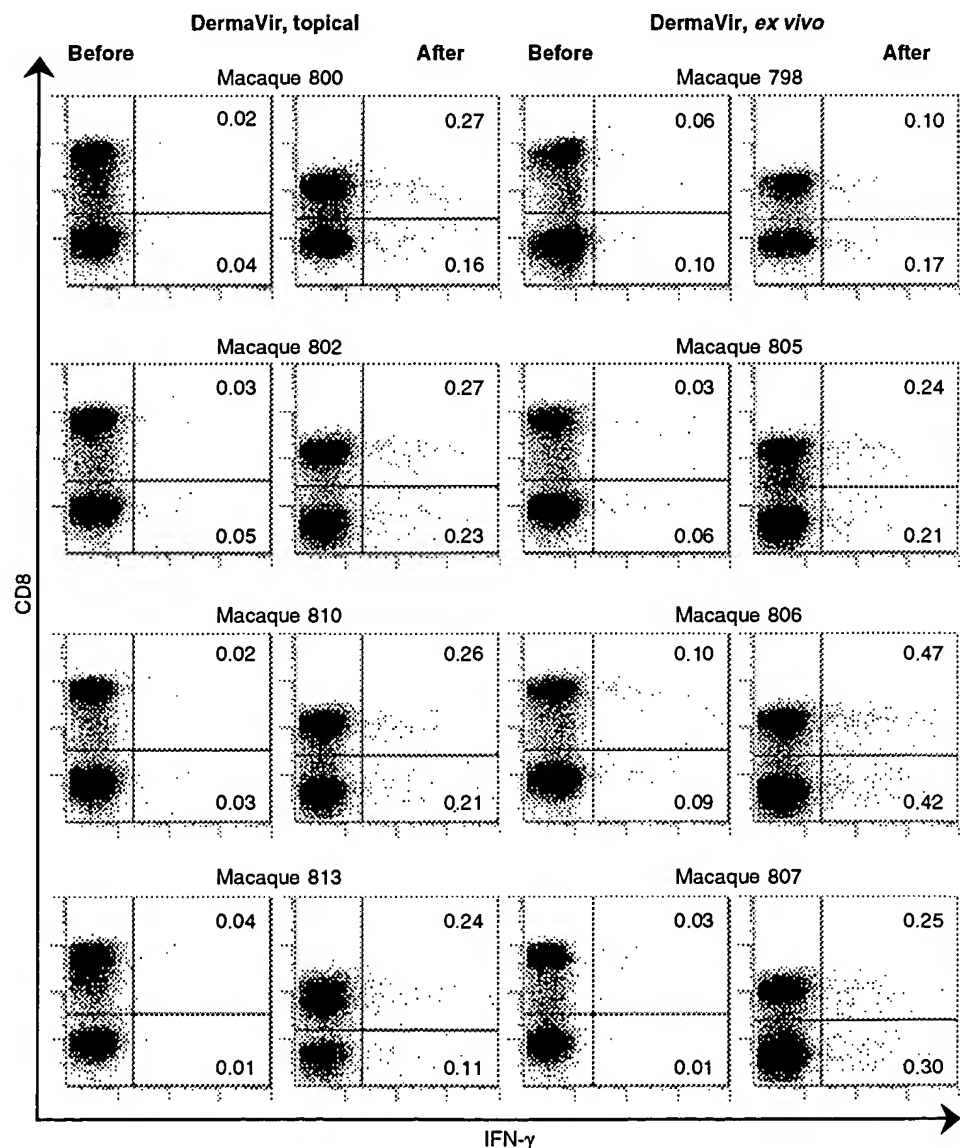 DermaVir, topical DermaVir, ex vivo
Before After Before After
Macaque 800 Macaque 798
0.02 0.27 0.06 0.10
0.04 0.16 0.10 0.17
Macaque 802 Macaque 805
0.03 0.27 0.03 0.24
0.05 0.23 0.06 0.21
Macaque 810 Macaque 806
0.02 0.26 0.10 0.47
0.03 0.21 0.09 0.42
Macaque 813 Macaque 807
0.04 0.24 0.03 0.25
0.01 0.11 0.01 0.30
CD8
IFN-γ